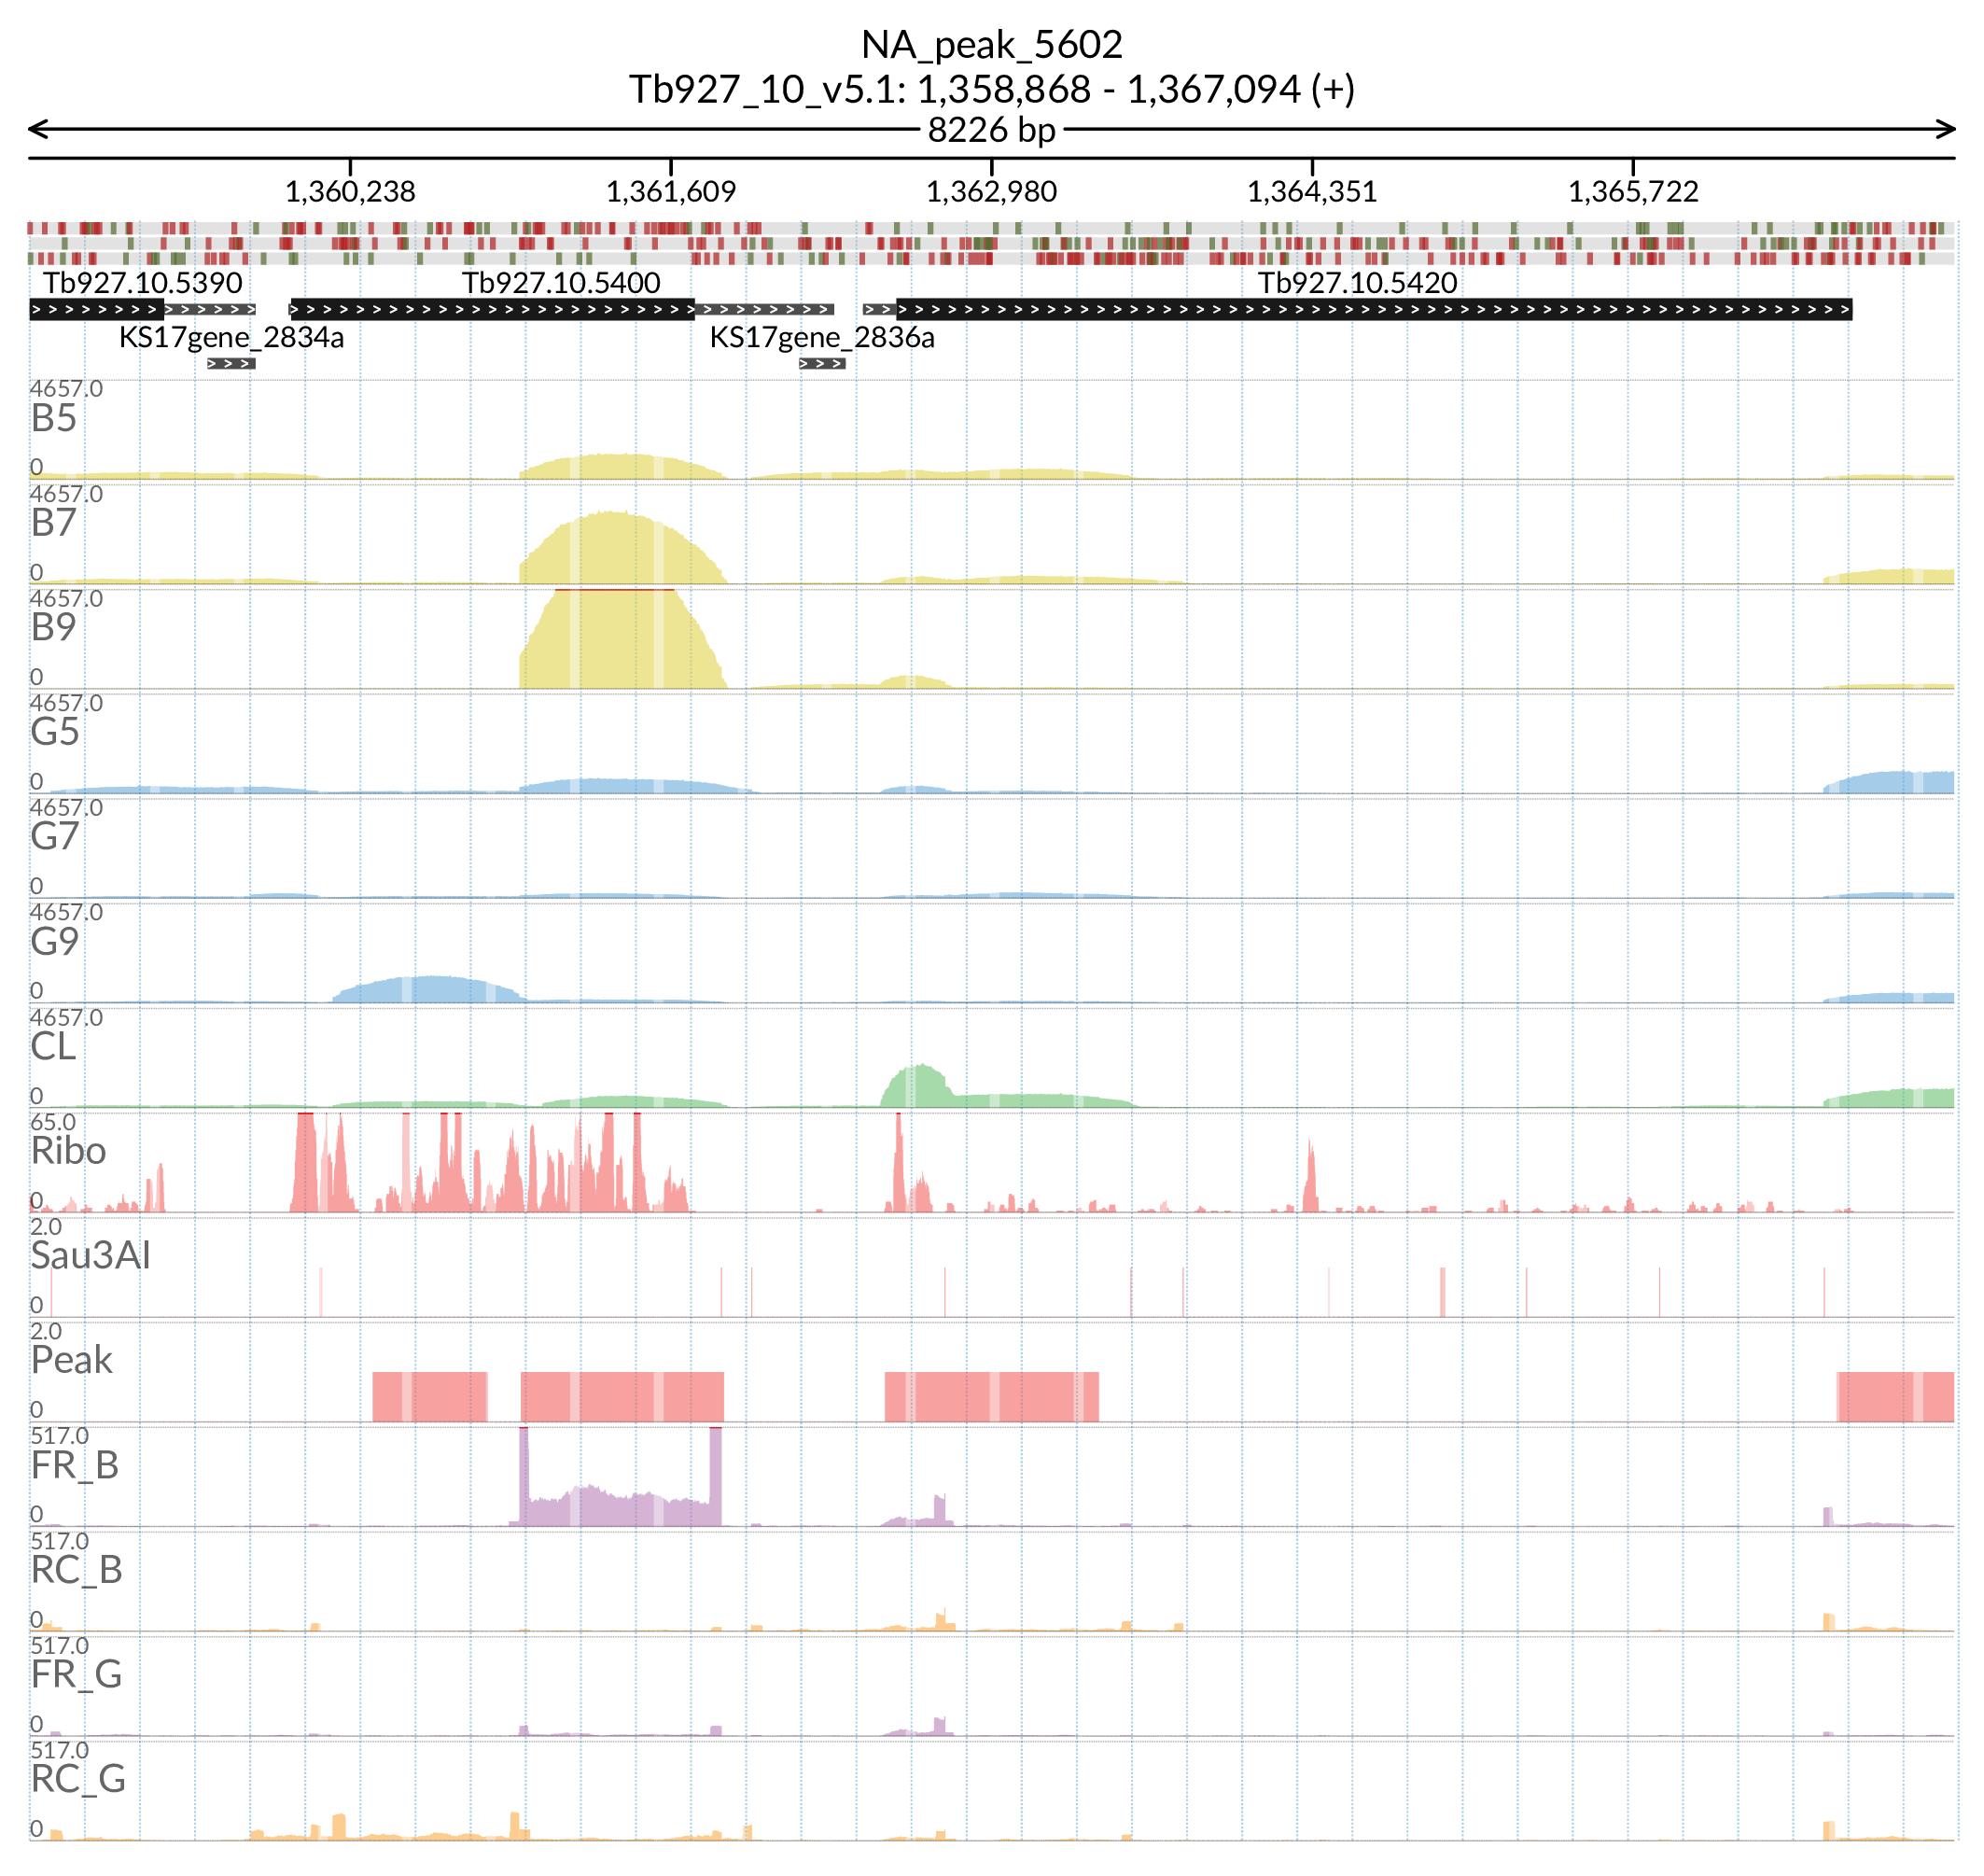 NA_peak_5602
Tb927_10_v5.1: 1,358,868 - 1,367,094 (+)
8226 bp
1,360,238 1,361,609 1,362,980 1,364,351 1,365,722
Tb927.10.5390 Tb927.10.5400 Tb927.10.5420
KS17gene_2834a KS17gene_2836a
4657.0
B5
0
4657.0
B7
0
4657.0
B9
0
4657.0
G5
0
4657.0
G7
0
4657.0
G9
0
4657.0
CL
0
65.0
Ribo
0
2.0
Sau3AI
0
2.0
Peak
0
517.0
FR_B
0
517.0
RC_B
0
517.0
FR_G
0
517.0
RC_G
0